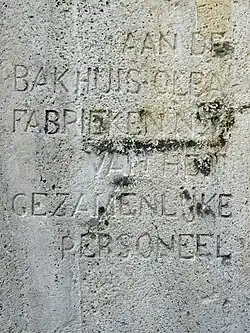 AAN DE
BAKHUIS OLBA
FABRIEKEN N.V.
VAN HET
GEZAMENLIJKE
PERSONEEL